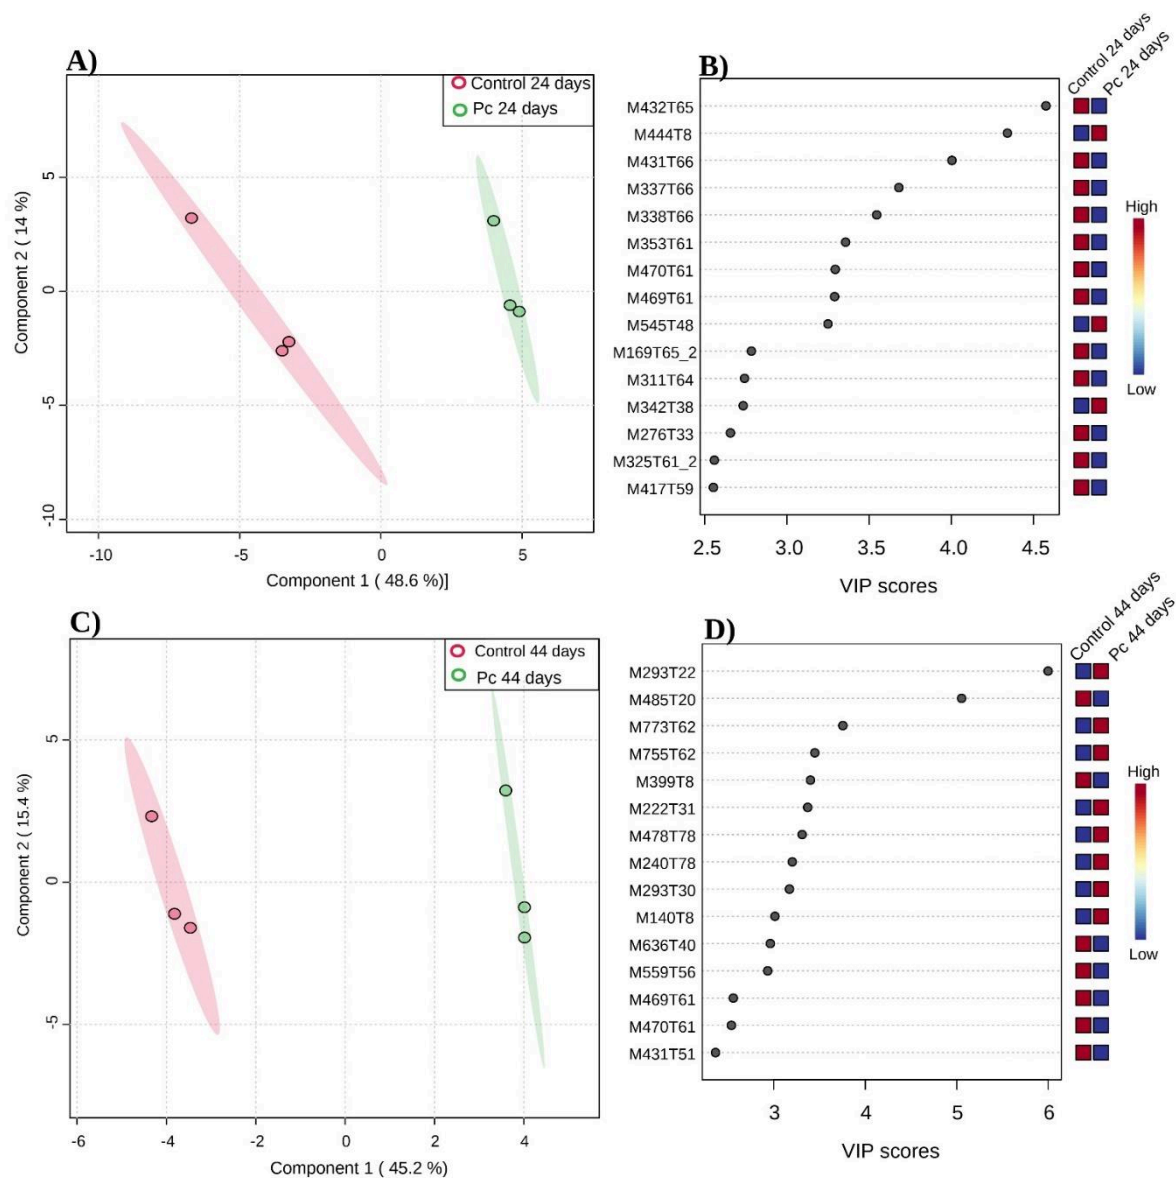 A)
Control 24 days
Pc 24 days
Component 2 ( 14 %)
5
0
-5
-10
-10
-5
0
5
Component 1 ( 48.6 %)]
B)
Control 24 days
Pc 24 days
M432T65
M444T8
M431T66
M337T66
M338T66
M353T61
M470T61
M469T61
M545T48
M169T65_2
M311T64
M342T38
M276T33
M325T61_2
M417T59
2.5
3.0
3.5
4.0
4.5
VIP scores
High
Low
C)
Control 44 days
Pc 44 days
Component 2 ( 15.4 %)
5
0
-5
-6
-4
-2
0
2
4
Component 1 ( 45.2 %)
D)
Control 44 days
Pc 44 days
M293T22
M485T20
M773T62
M755T62
M399T8
M222T31
M478T78
M240T78
M293T30
M140T8
M636T40
M559T56
M469T61
M470T61
M431T51
3
4
5
6
VIP scores
High
Low